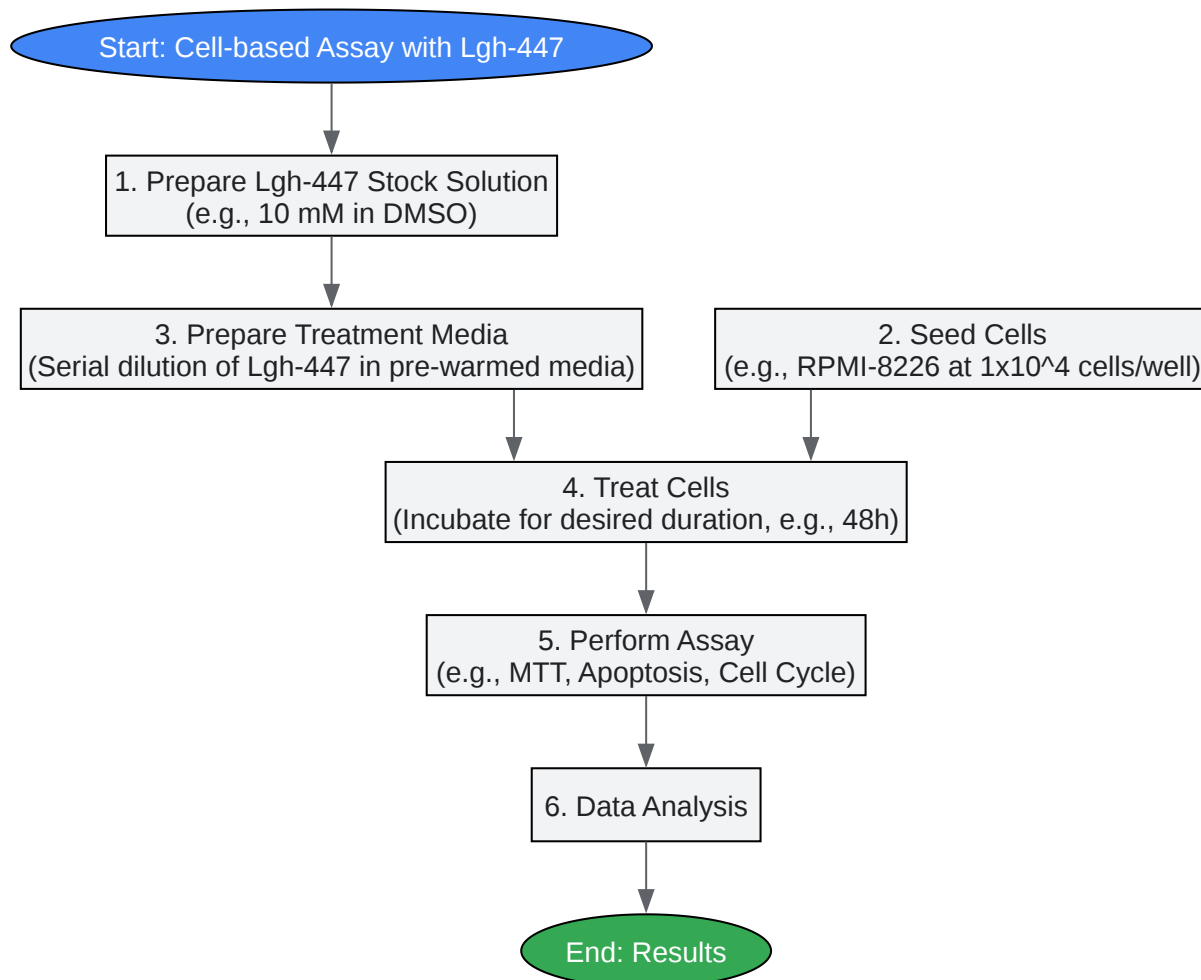 Start: Cell-based Assay with Lgh-447
1. Prepare Lgh-447 Stock Solution
(e.g., 10 mM in DMSO)
3. Prepare Treatment Media
(Serial dilution of Lgh-447 in pre-warmed media)
2. Seed Cells
(e.g., RPMI-8226 at 1x10^4 cells/well)
4. Treat Cells
(Incubate for desired duration, e.g., 48h)
5. Perform Assay
(e.g., MTT, Apoptosis, Cell Cycle)
6. Data Analysis
End: Results